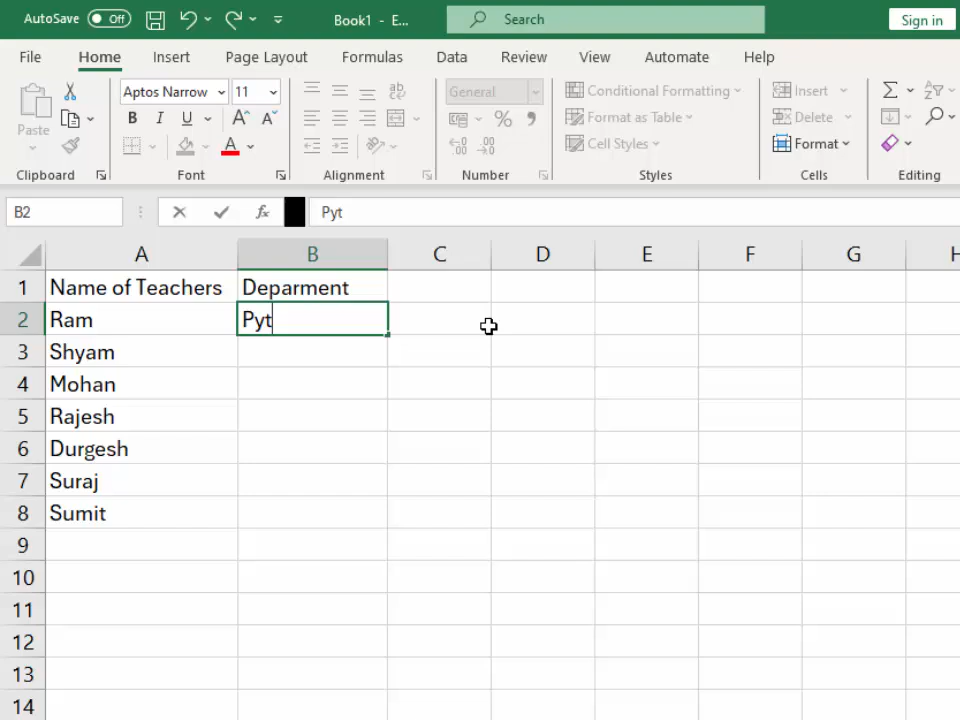 AutoSave Off Book1 - E... Search Sign in
File Home Insert Page Layout Formulas Data Review View Automate Help
Paste Aptos Narrow 11 ab General Conditional Formatting Insert
B I U A A % Format as Table Delete
A Cell Styles Format
Clipboard Font Alignment Number Styles Cells Editing
B2 fx Pyt
A B C D E F G H
1 Name of Teachers Deparment
2 Ram Pyt
3 Shyam
4 Mohan
5 Rajesh
6 Durgesh
7 Suraj
8 Sumit
9
10
11
12
13
14